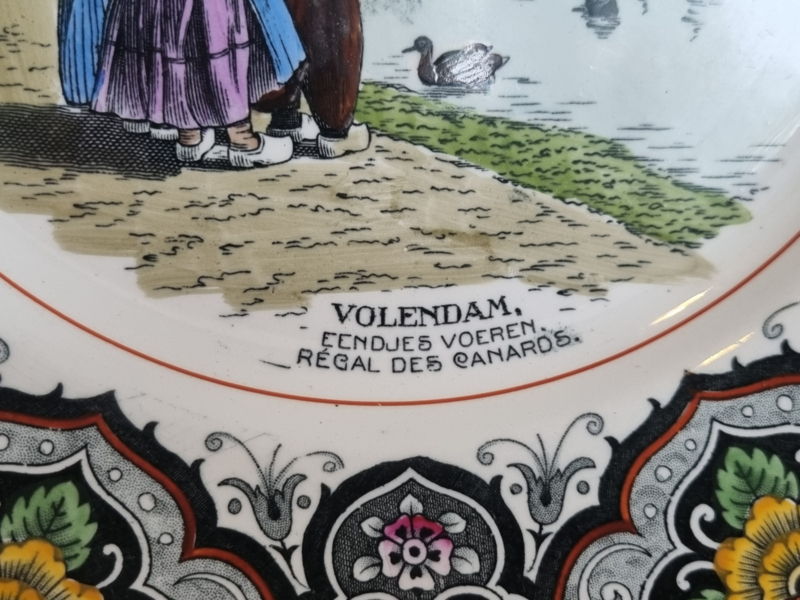 VOLENDAM.
EENDJES VOEREN.
RÉGAL DES CANARDS.